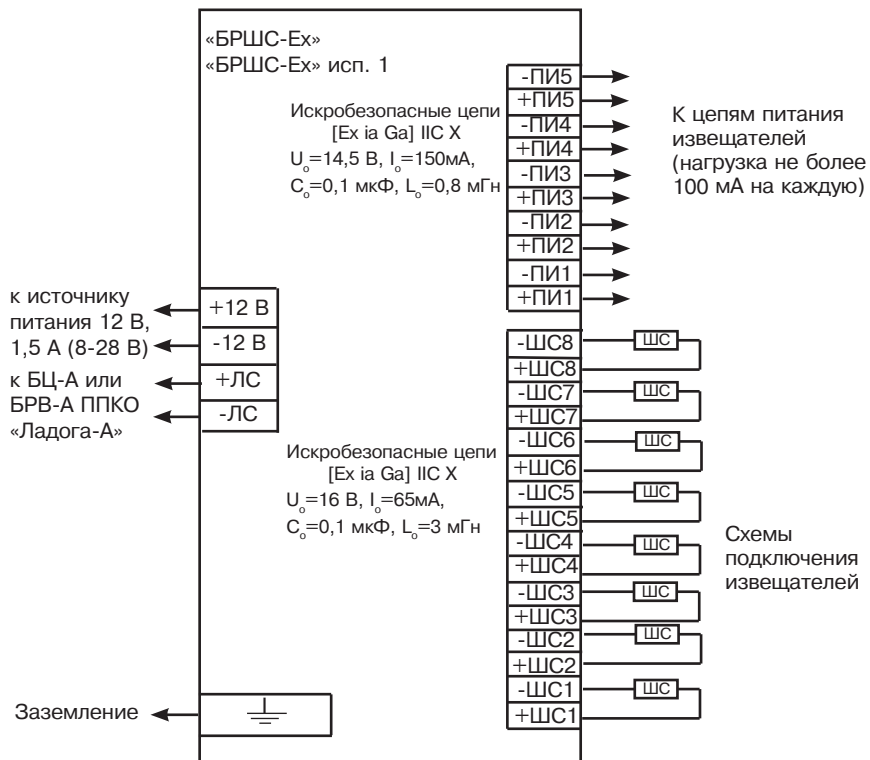 «БРШС-Ех»
«БРШС-Ех» исп. 1
Искробезопасные цепи
[Ex ia Ga] IIC X
Uo=14,5 В, Io=150мА,
Co=0,1 мкФ, Lo=0,8 мГн
-ПИ5
+ПИ5
-ПИ4
+ПИ4
-ПИ3
+ПИ3
-ПИ2
+ПИ2
-ПИ1
+ПИ1
К цепям питания
извещателей
(нагрузка не более
100 мА на каждую)
к источнику
питания 12 В,
1,5 А (8-28 В)
к БЦ-А или
БРВ-А ППКО
«Ладога-А»
+12 В
-12 В
+ЛС
-ЛС
Искробезопасные цепи
[Ex ia Ga] IIC X
Uo=16 В, Io=65мА,
Co=0,1 мкФ, Lo=3 мГн
-ШС8
ШС
+ШС8
-ШС7
ШС
+ШС7
-ШС6
ШС
+ШС6
-ШС5
ШС
+ШС5
-ШС4
ШС
+ШС4
-ШС3
ШС
+ШС3
-ШС2
ШС
+ШС2
-ШС1
ШС
+ШС1
Схемы
подключения
извещателей
Заземление